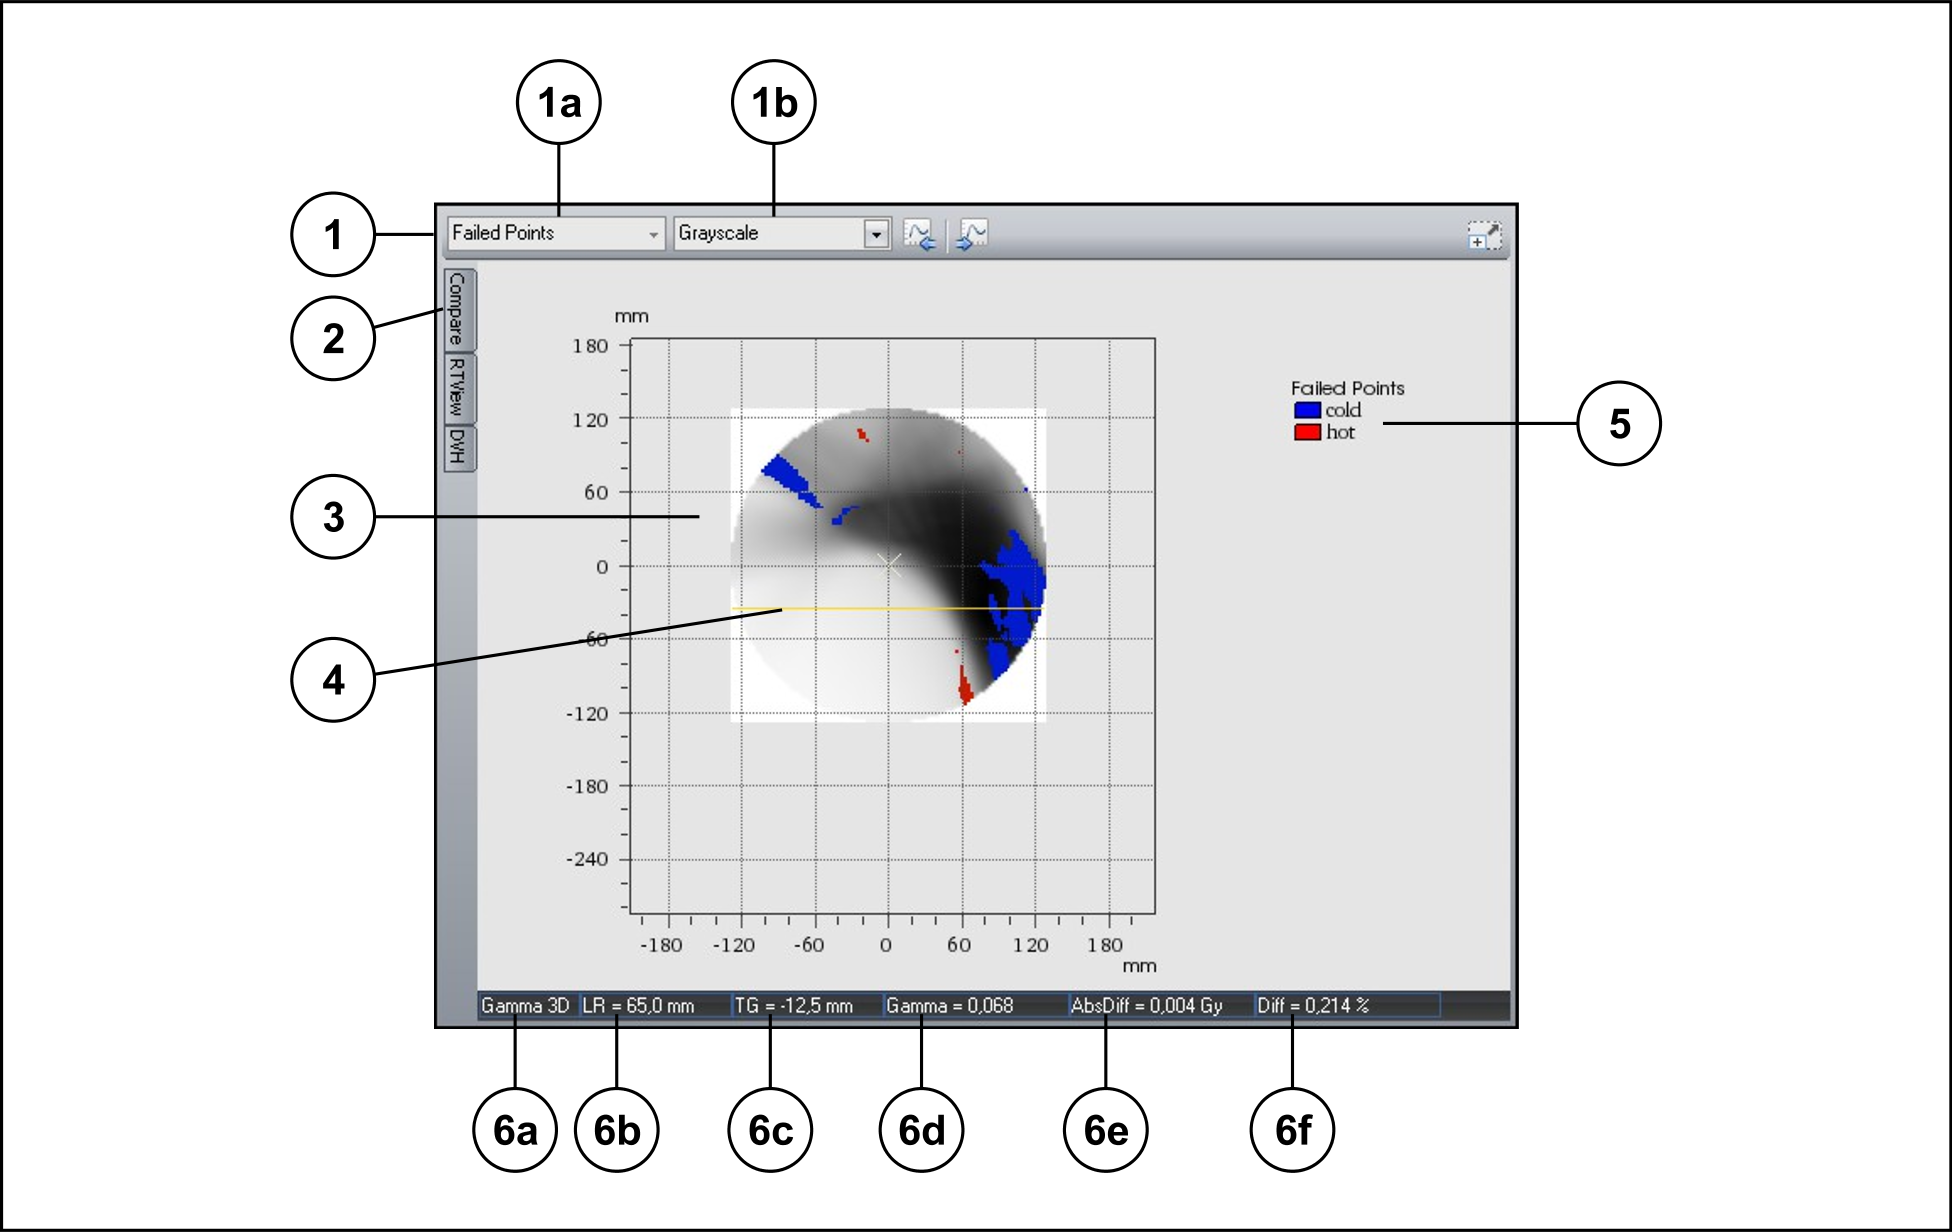 1a
1b
1
Failed Points
Grayscale
2
Compare
RTView
DVH
mm
180
120
60
0
-60
-120
-180
-240
-180
-120
-60
0
60
120
180
mm
Failed Points
cold
hot
5
3
4
Gamma 3D
LR = 65,0 mm
TG = -12,5 mm
Gamma = 0,068
AbsDiff = 0,004 Gy
Diff = 0,214 %
6a
6b
6c
6d
6e
6f